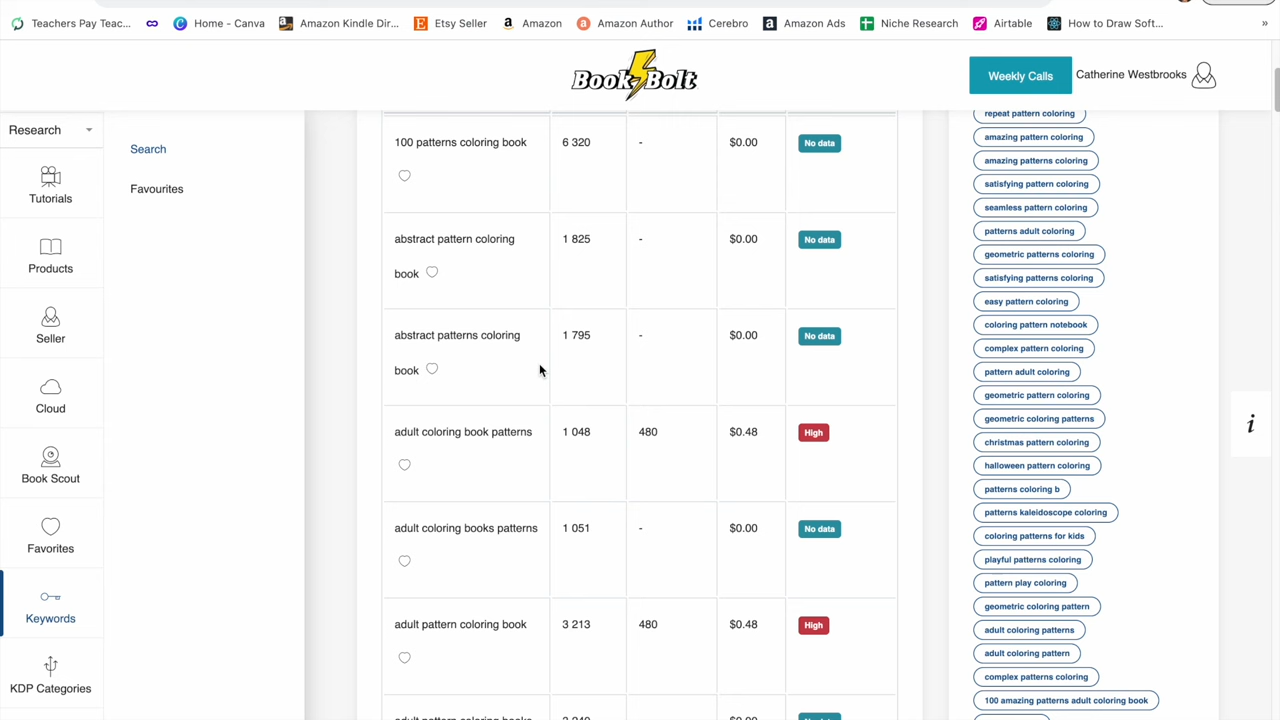 Teachers Pay Teac...
Home - Canva
Amazon Kindle Dir...
Etsy Seller
Amazon
Amazon Author
Cerebro
Amazon Ads
Niche Research
Airtable
How to Draw Soft...
»
Book Bolt
Weekly Calls
Catherine Westbrooks
Research
Tutorials
Products
Seller
Cloud
Book Scout
Favorites
Keywords
KDP Categories
Search
Favourites
100 patterns coloring book 6 320 - $0.00 No data
abstract pattern coloring 1 825 - $0.00 No data
book
abstract patterns coloring 1 795 - $0.00 No data
book
adult coloring book patterns 1 048 480 $0.48 High
adult coloring books patterns 1 051 - $0.00 No data
adult pattern coloring book 3 213 480 $0.48 High
repeat pattern coloring
amazing pattern coloring
amazing patterns coloring
satisfying pattern coloring
seamless pattern coloring
patterns adult coloring
geometric patterns coloring
satisfying patterns coloring
easy pattern coloring
coloring pattern notebook
complex pattern coloring
pattern adult coloring
geometric pattern coloring
geometric coloring patterns
christmas pattern coloring
halloween pattern coloring
patterns coloring b
patterns kaleidoscope coloring
coloring patterns for kids
playful patterns coloring
pattern play coloring
geometric coloring pattern
adult coloring patterns
adult coloring pattern
complex patterns coloring
100 amazing patterns adult coloring book
i